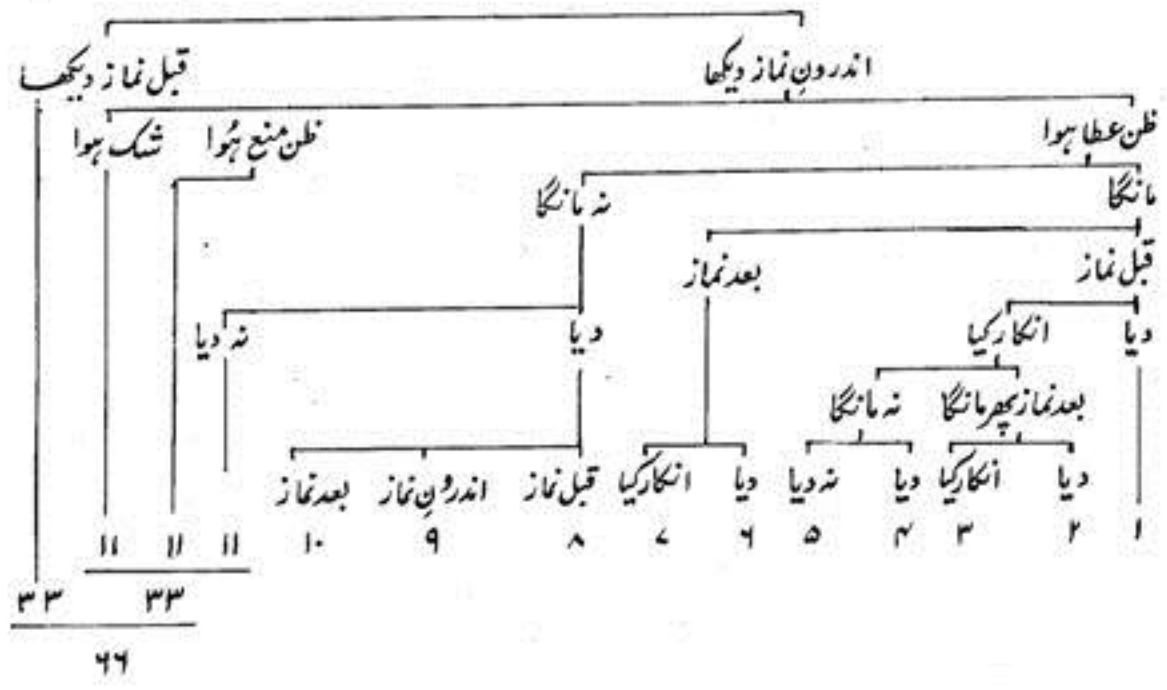 اندرونِ نماز دیکھا قبل نماز دیکھا
ظن عطا ہوا ظن منع ہُوا شک ہوا
مانگا نہ مانگا
قبل نماز بعد نماز
دیا انکار کیا دیا نہ دیا
بعد نماز پھر مانگا نہ مانگا
دیا انکار کیا دیا نہ دیا دیا انکار کیا قبل نماز اندرونِ نماز بعد نماز
۱ ۲ ۳ ۴ ۵ ۶ ۷ ۸ ۹ ۱۰ ۱۱ ۱۱ ۱۱
۳۳ ۳۳
۶۶